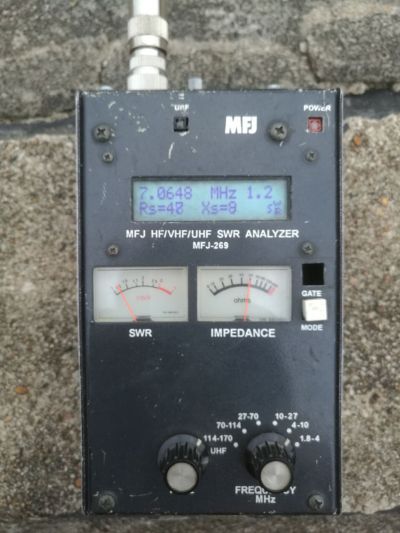 UHF
MFJ
POWER
7.0648 MHz 1.2
Rs=48 Xs=8 SWR
MFJ HF/VHF/UHF SWR ANALYZER
MFJ-269
ohms
GATE
SWR
IMPEDANCE
MODE
27-70
10-27
70-114
4-10
114-170
1.8-4
UHF
FREQUENCY
MHz